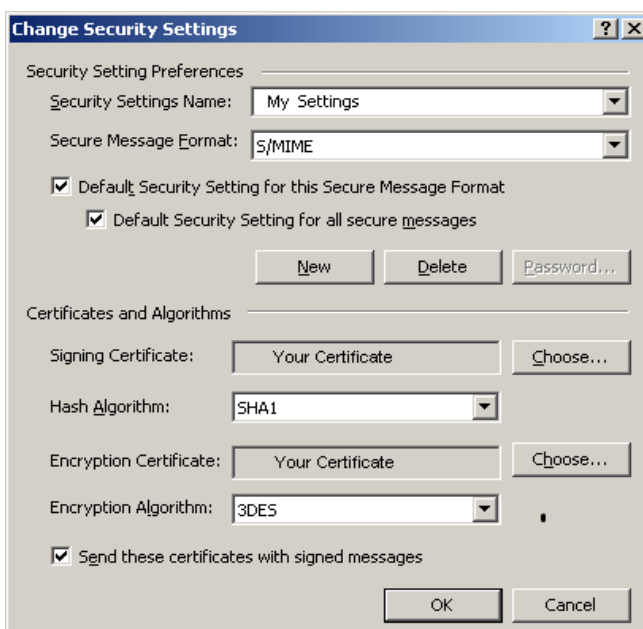 Change Security Settings
Security Setting Preferences
Security Settings Name: My Settings
Secure Message Format: S/MIME
Default Security Setting for this Secure Message Format
Default Security Setting for all secure messages
New Delete Password...
Certificates and Algorithms
Signing Certificate: Your Certificate Choose...
Hash Algorithm: SHA1
Encryption Certificate: Your Certificate Choose...
Encryption Algorithm: 3DES
Send these certificates with signed messages
OK Cancel